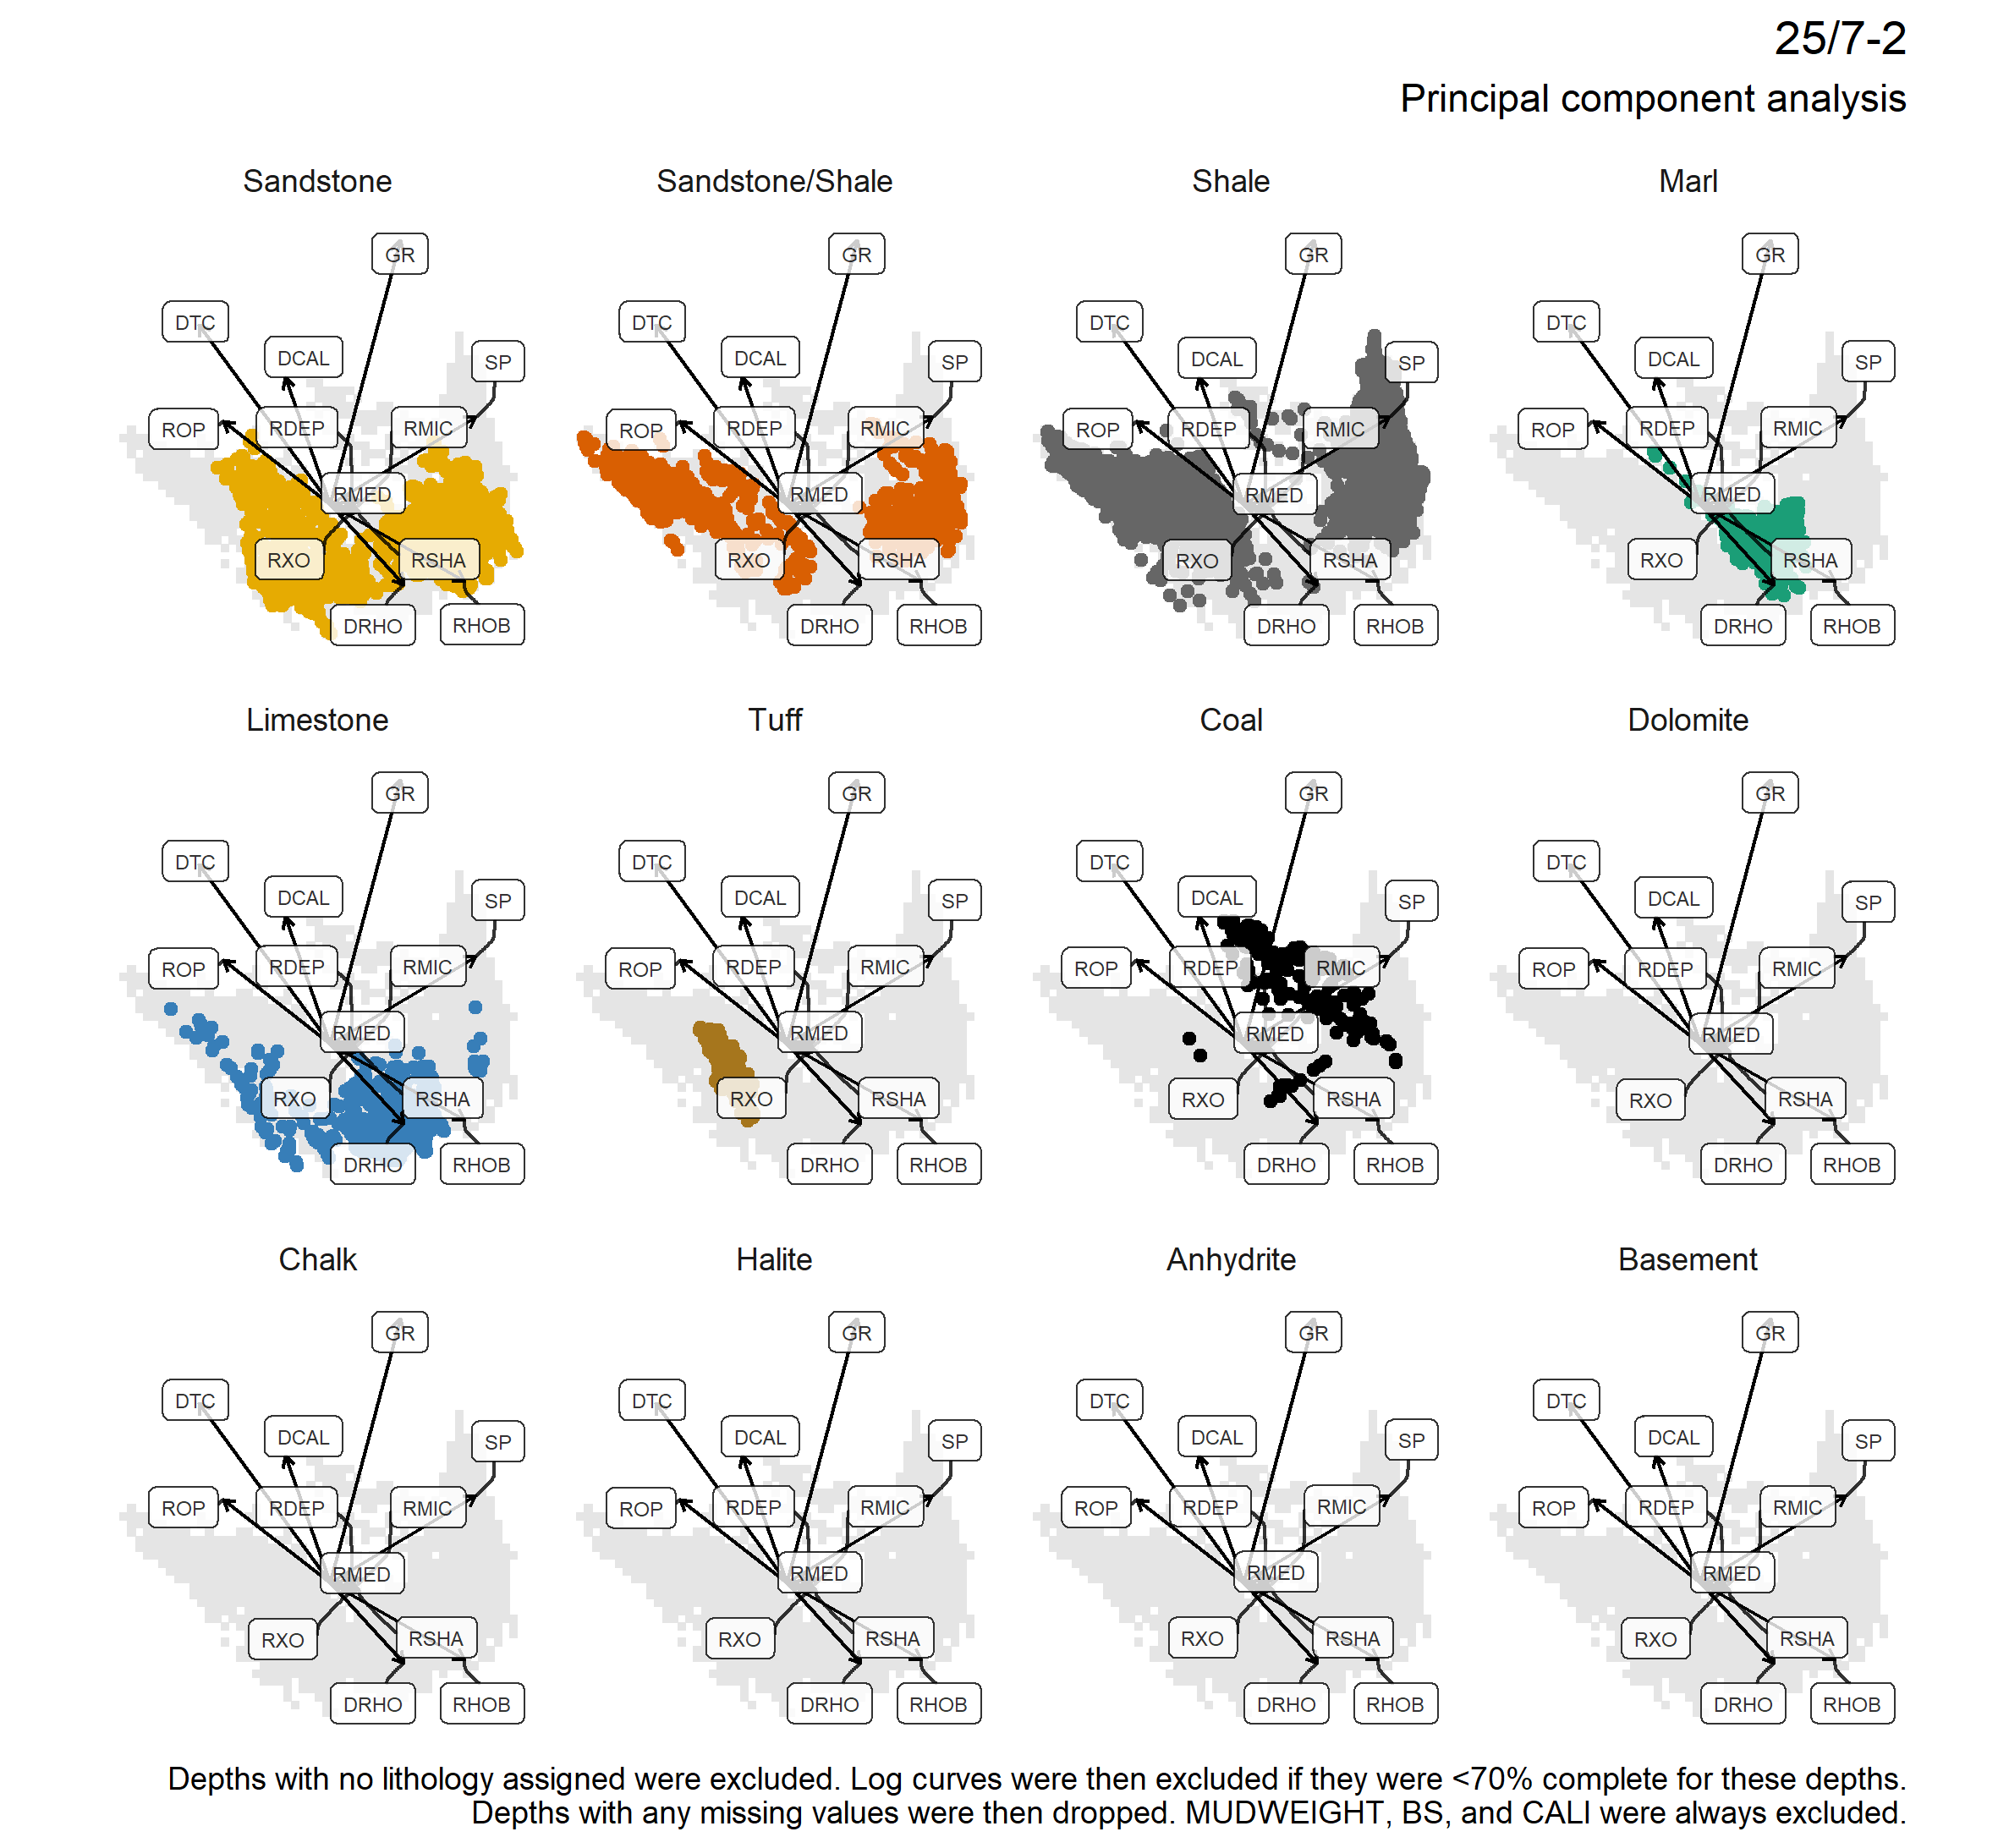 25/7-2
Principal component analysis
Sandstone
Sandstone/Shale
Shale
Marl
GR
DTC
DCAL
SP
ROP
RDEP
RMIC
RMED
RXO
RSHA
DRHO
RHOB
GR
DTC
DCAL
SP
ROP
RDEP
RMIC
RMED
RXO
RSHA
DRHO
RHOB
GR
DTC
DCAL
SP
ROP
RDEP
RMIC
RMED
RXO
RSHA
DRHO
RHOB
GR
DTC
DCAL
SP
ROP
RDEP
RMIC
RMED
RXO
RSHA
DRHO
RHOB
Limestone
Tuff
Coal
Dolomite
GR
DTC
DCAL
SP
ROP
RDEP
RMIC
RMED
RXO
RSHA
DRHO
RHOB
GR
DTC
DCAL
SP
ROP
RDEP
RMIC
RMED
RXO
RSHA
DRHO
RHOB
GR
DTC
DCAL
SP
ROP
RDEP
RMIC
RMED
RXO
RSHA
DRHO
RHOB
GR
DTC
DCAL
SP
ROP
RDEP
RMIC
RMED
RXO
RSHA
DRHO
RHOB
Chalk
Halite
Anhydrite
Basement
GR
DTC
DCAL
SP
ROP
RDEP
RMIC
RMED
RXO
RSHA
DRHO
RHOB
GR
DTC
DCAL
SP
ROP
RDEP
RMIC
RMED
RXO
RSHA
DRHO
RHOB
GR
DTC
DCAL
SP
ROP
RDEP
RMIC
RMED
RXO
RSHA
DRHO
RHOB
GR
DTC
DCAL
SP
ROP
RDEP
RMIC
RMED
RXO
RSHA
DRHO
RHOB
Depths with no lithology assigned were excluded. Log curves were then excluded if they were <70% complete for these depths.
Depths with any missing values were then dropped. MUDWEIGHT, BS, and CALI were always excluded.